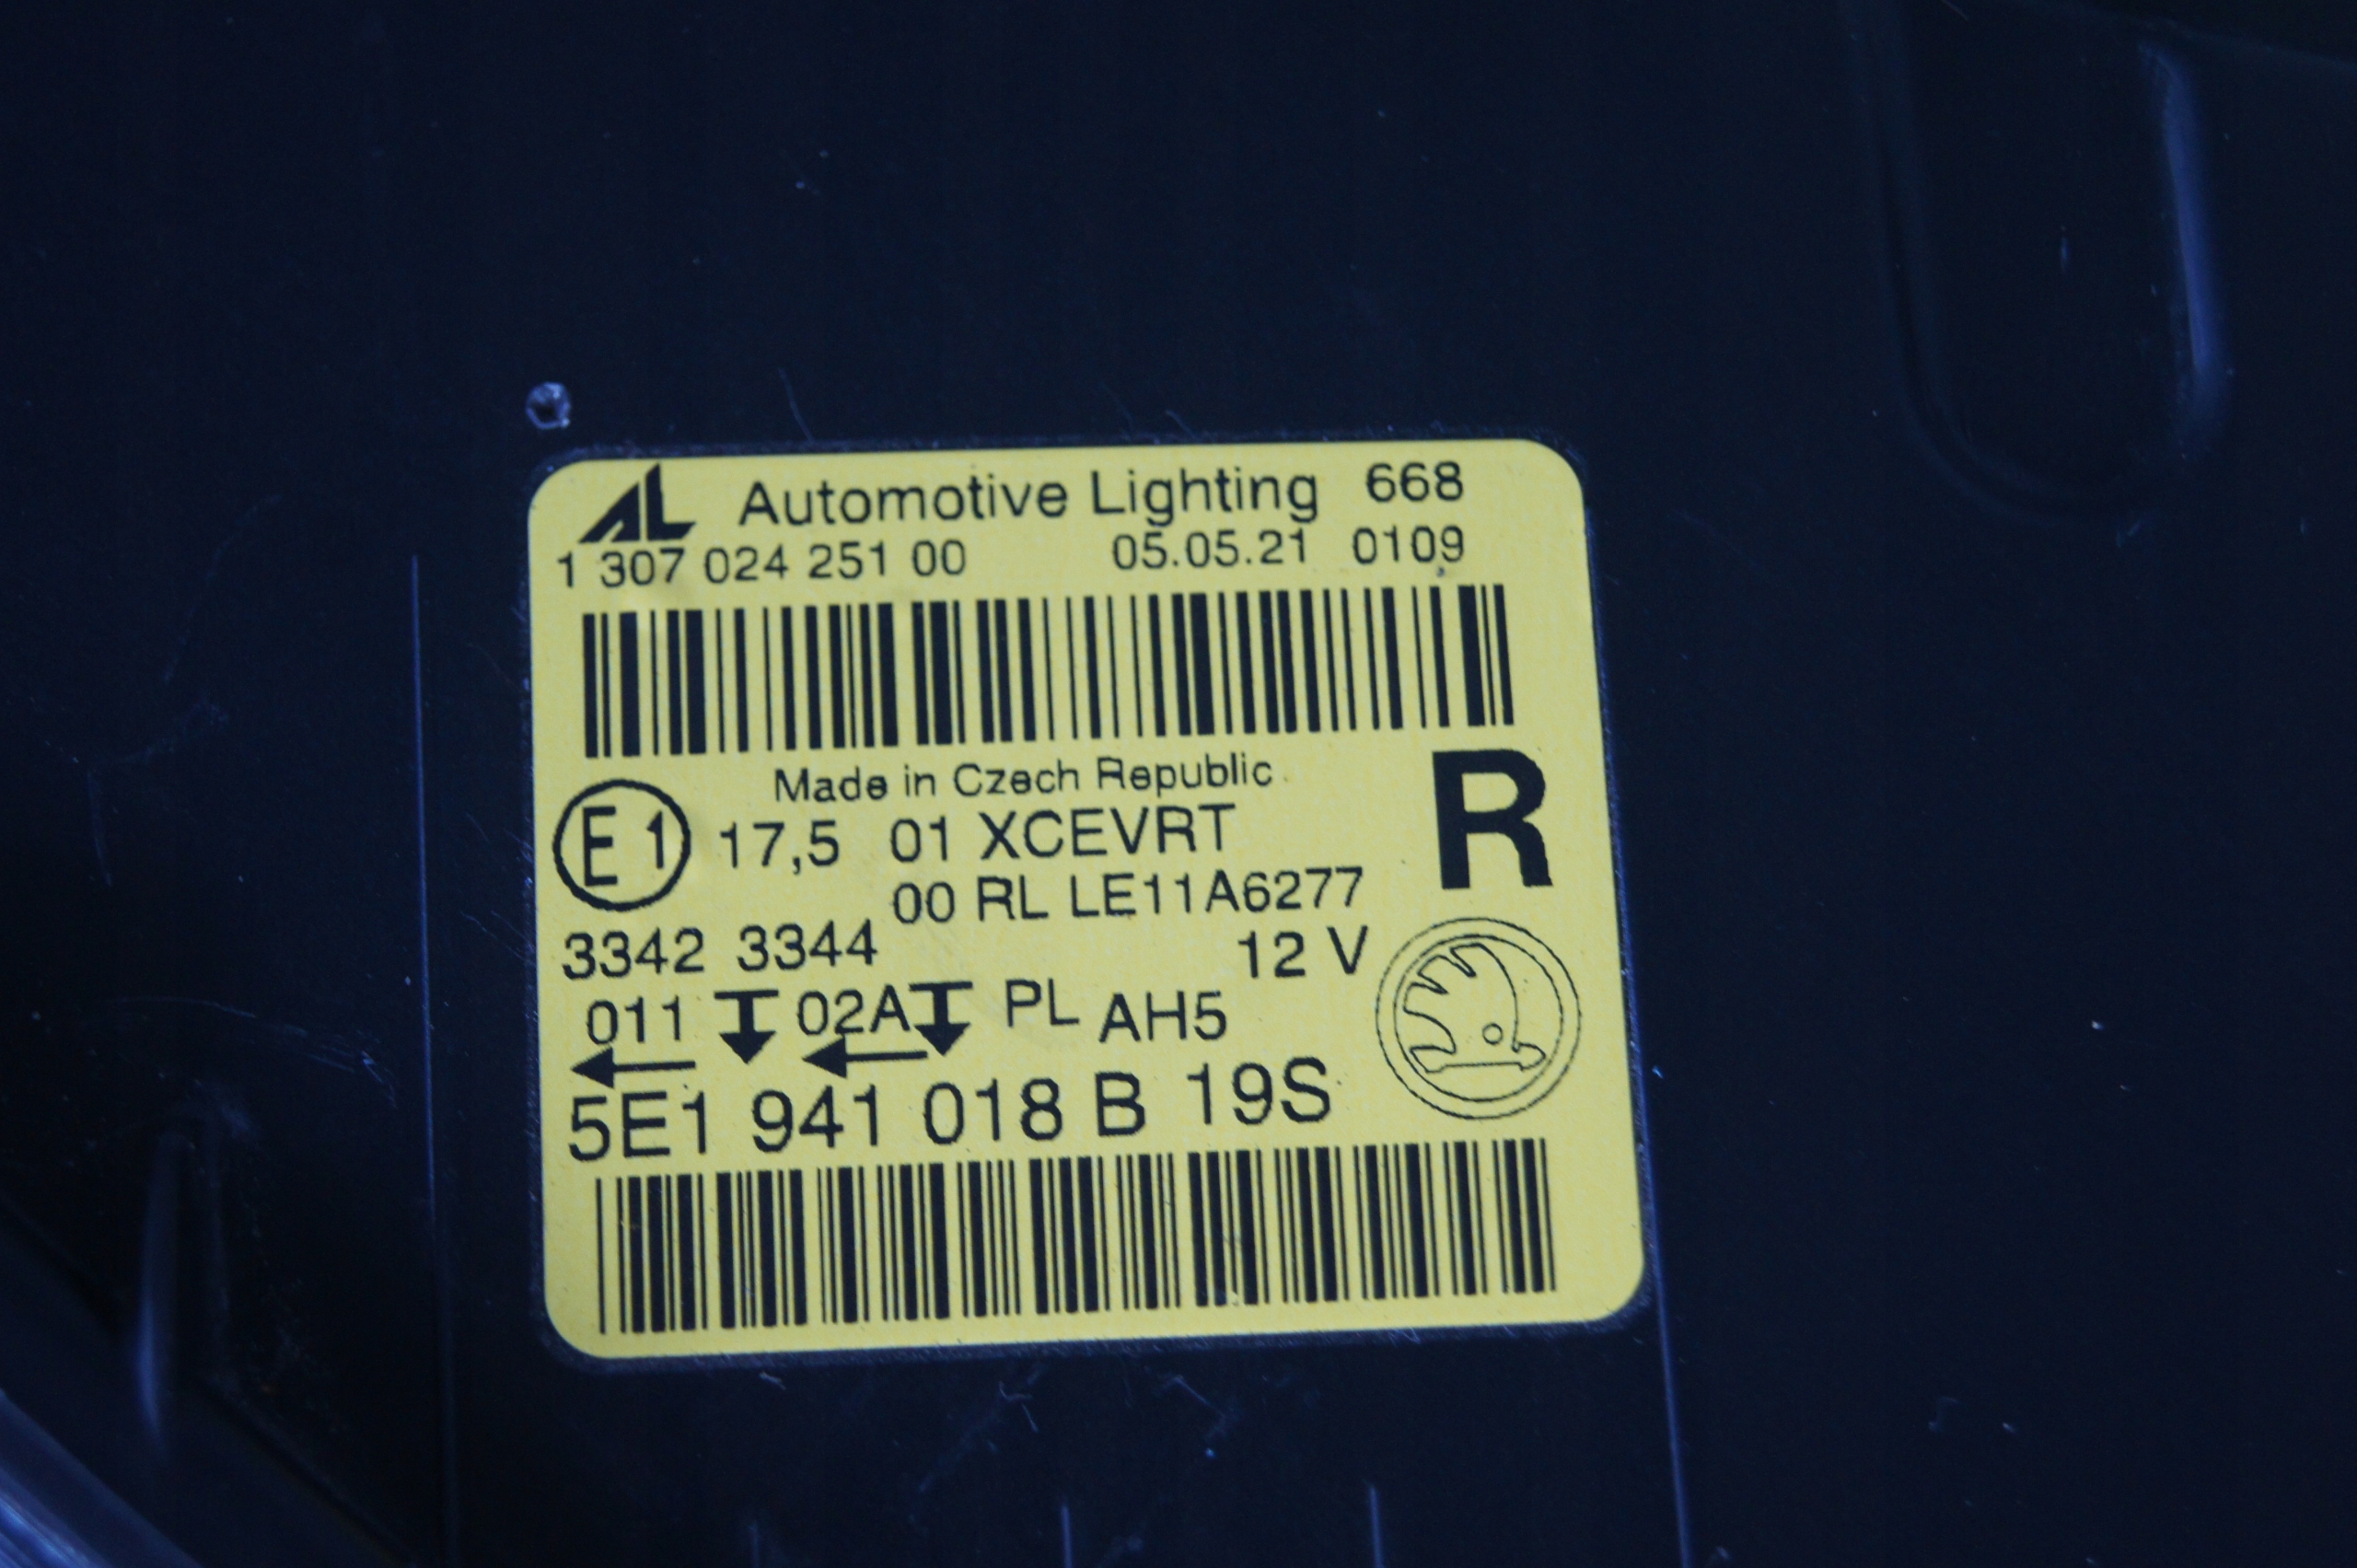 AL Automotive Lighting 668
1 307 024 251 00 05.05.21 0109
Made in Czech Republic
E1 17,5 01 XCEVRT R
00 RL LE11A6277
3342 3344 12 V
011 02A PL AH5
5E1 941 018 B 19S